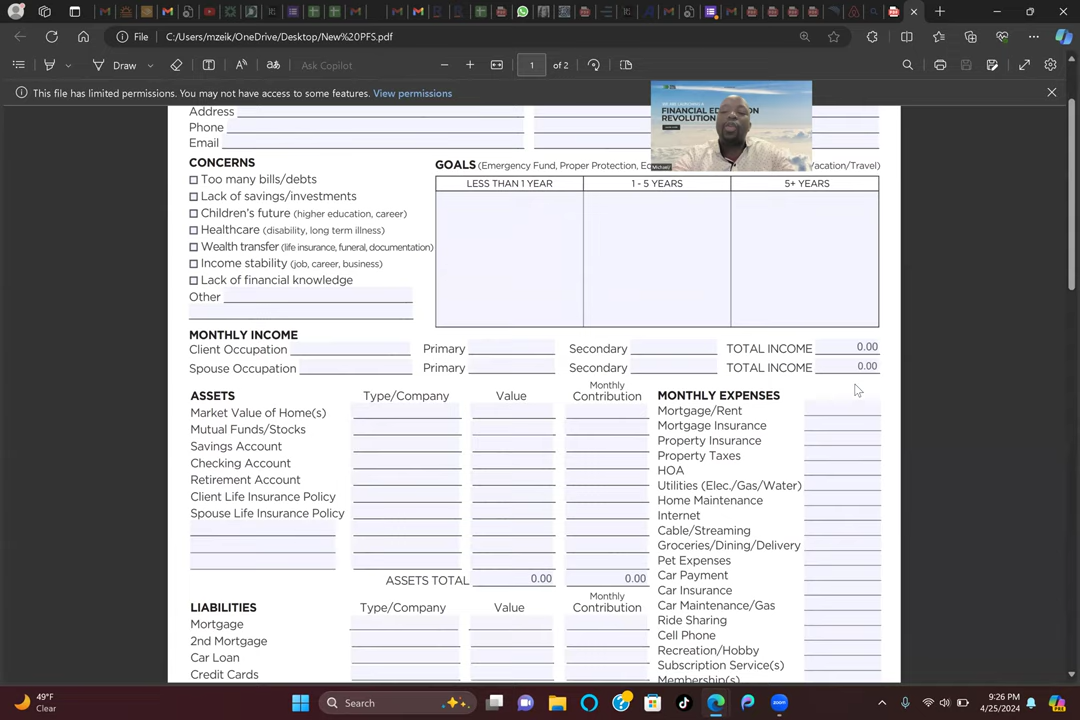 File C:/Users/mzeik/OneDrive/Desktop/New%20PFS.pdf
Draw
Ask Copilot
1 of 2
This file has limited permissions. You may not have access to some features. View permissions
Address
Phone
Email
FINANCIAL
REVOLUTION
Michael
CONCERNS
Too many bills/debts
Lack of savings/investments
Children's future (higher education, career)
Healthcare (disability, long term illness)
Wealth transfer (life insurance, funeral, documentation)
Income stability (job, career, business)
Lack of financial knowledge
Other
GOALS (Emergency Fund, Proper Protection, Vacation/Travel)
LESS THAN 1 YEAR 1 - 5 YEARS 5+ YEARS
MONTHLY INCOME
Client Occupation Primary Secondary TOTAL INCOME 0.00
Spouse Occupation Primary Secondary TOTAL INCOME 0.00
ASSETS Type/Company Value Monthly Contribution
Market Value of Home(s)
Mutual Funds/Stocks
Savings Account
Checking Account
Retirement Account
Client Life Insurance Policy
Spouse Life Insurance Policy
ASSETS TOTAL 0.00 0.00
LIABILITIES Type/Company Value Monthly Contribution
Mortgage
2nd Mortgage
Car Loan
Credit Cards
MONTHLY EXPENSES
Mortgage/Rent
Mortgage Insurance
Property Insurance
Property Taxes
HOA
Utilities (Elec./Gas/Water)
Home Maintenance
Internet
Cable/Streaming
Groceries/Dining/Delivery
Pet Expenses
Car Payment
Car Insurance
Car Maintenance/Gas
Ride Sharing
Cell Phone
Recreation/Hobby
Subscription Service(s)
Membership(s)
49°F
Clear
Search
9:26 PM
4/25/2024